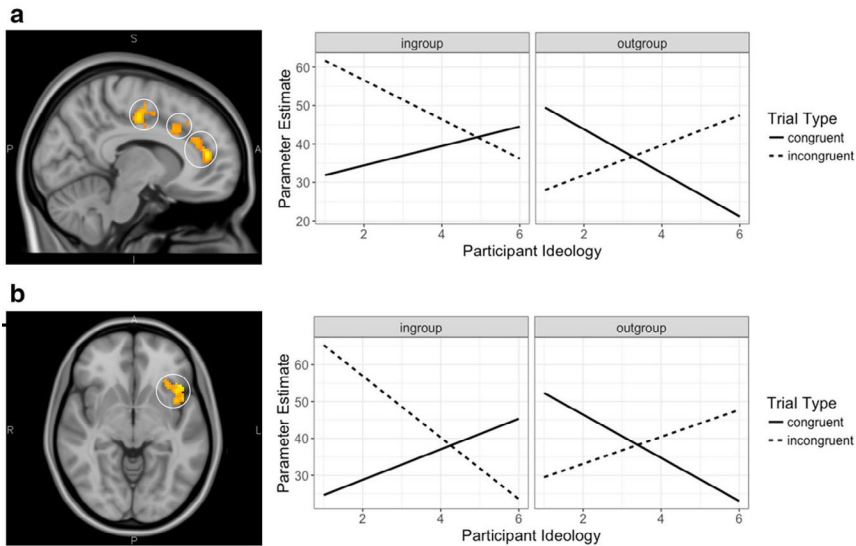 a
S
P
A
I
ingroup
outgroup
Parameter Estimate
60
50
40
30
20
2
4
6
2
4
6
Participant Ideology
Trial Type
congruent
incongruent
b
A
R
L
P
ingroup
outgroup
Parameter Estimate
60
50
40
30
2
4
6
2
4
6
Participant Ideology
Trial Type
congruent
incongruent